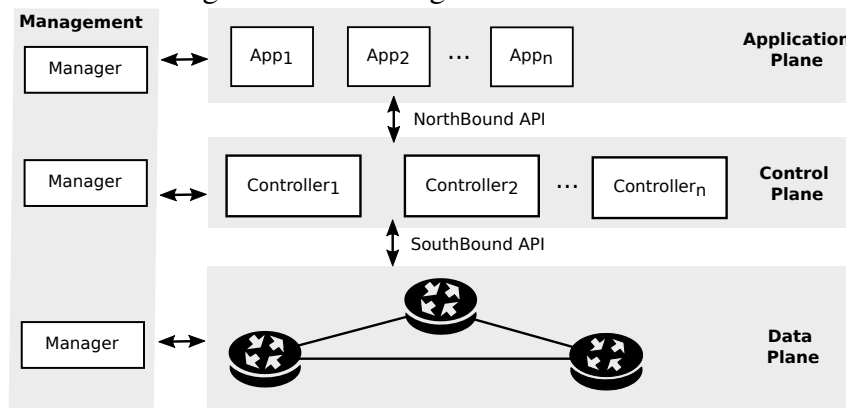 Management
Manager
App1
App2
...
Appn
Application
Plane
NorthBound API
Manager
Controller1
Controller2
...
Controllern
Control
Plane
SouthBound API
Manager
Data
Plane